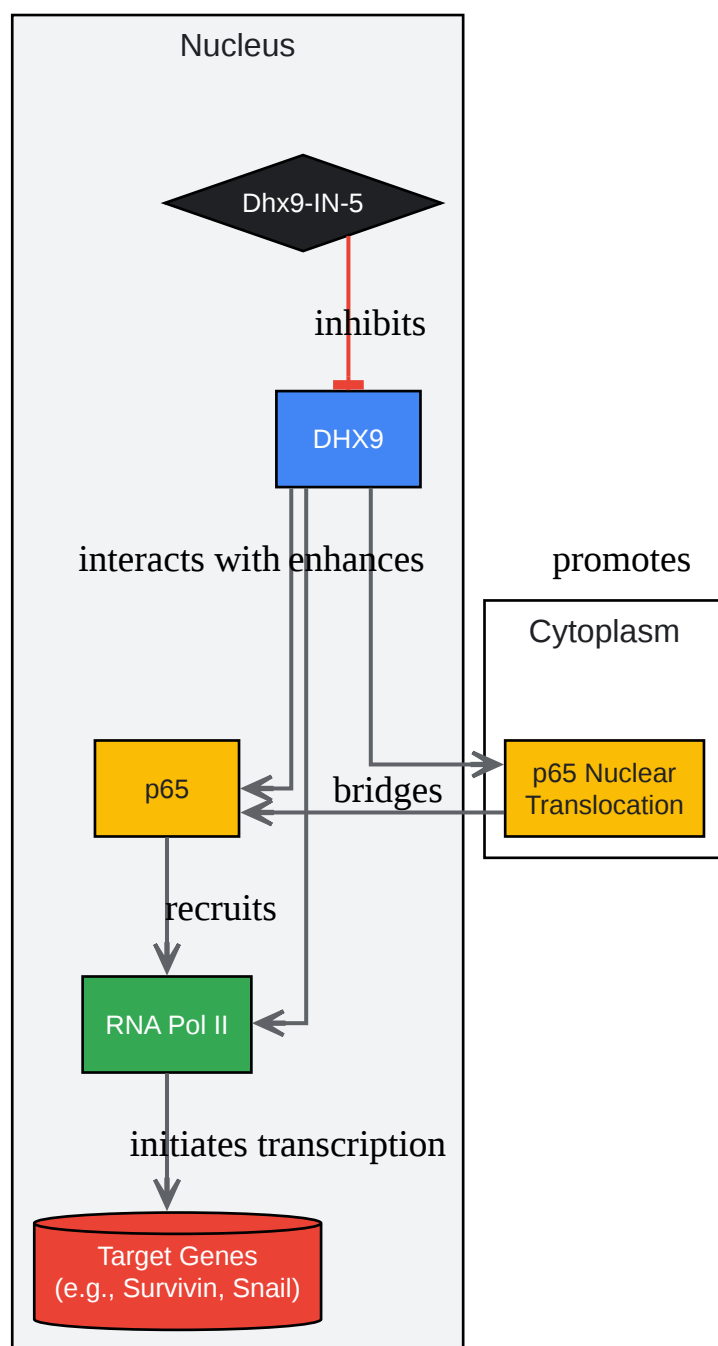 Nucleus
Dhx9-IN-5
inhibits
DHX9
interacts with enhances
promotes
Cytoplasm
p65
bridges
p65 Nuclear
Translocation
recruits
RNA Pol II
initiates transcription
Target Genes
(e.g., Survivin, Snail)